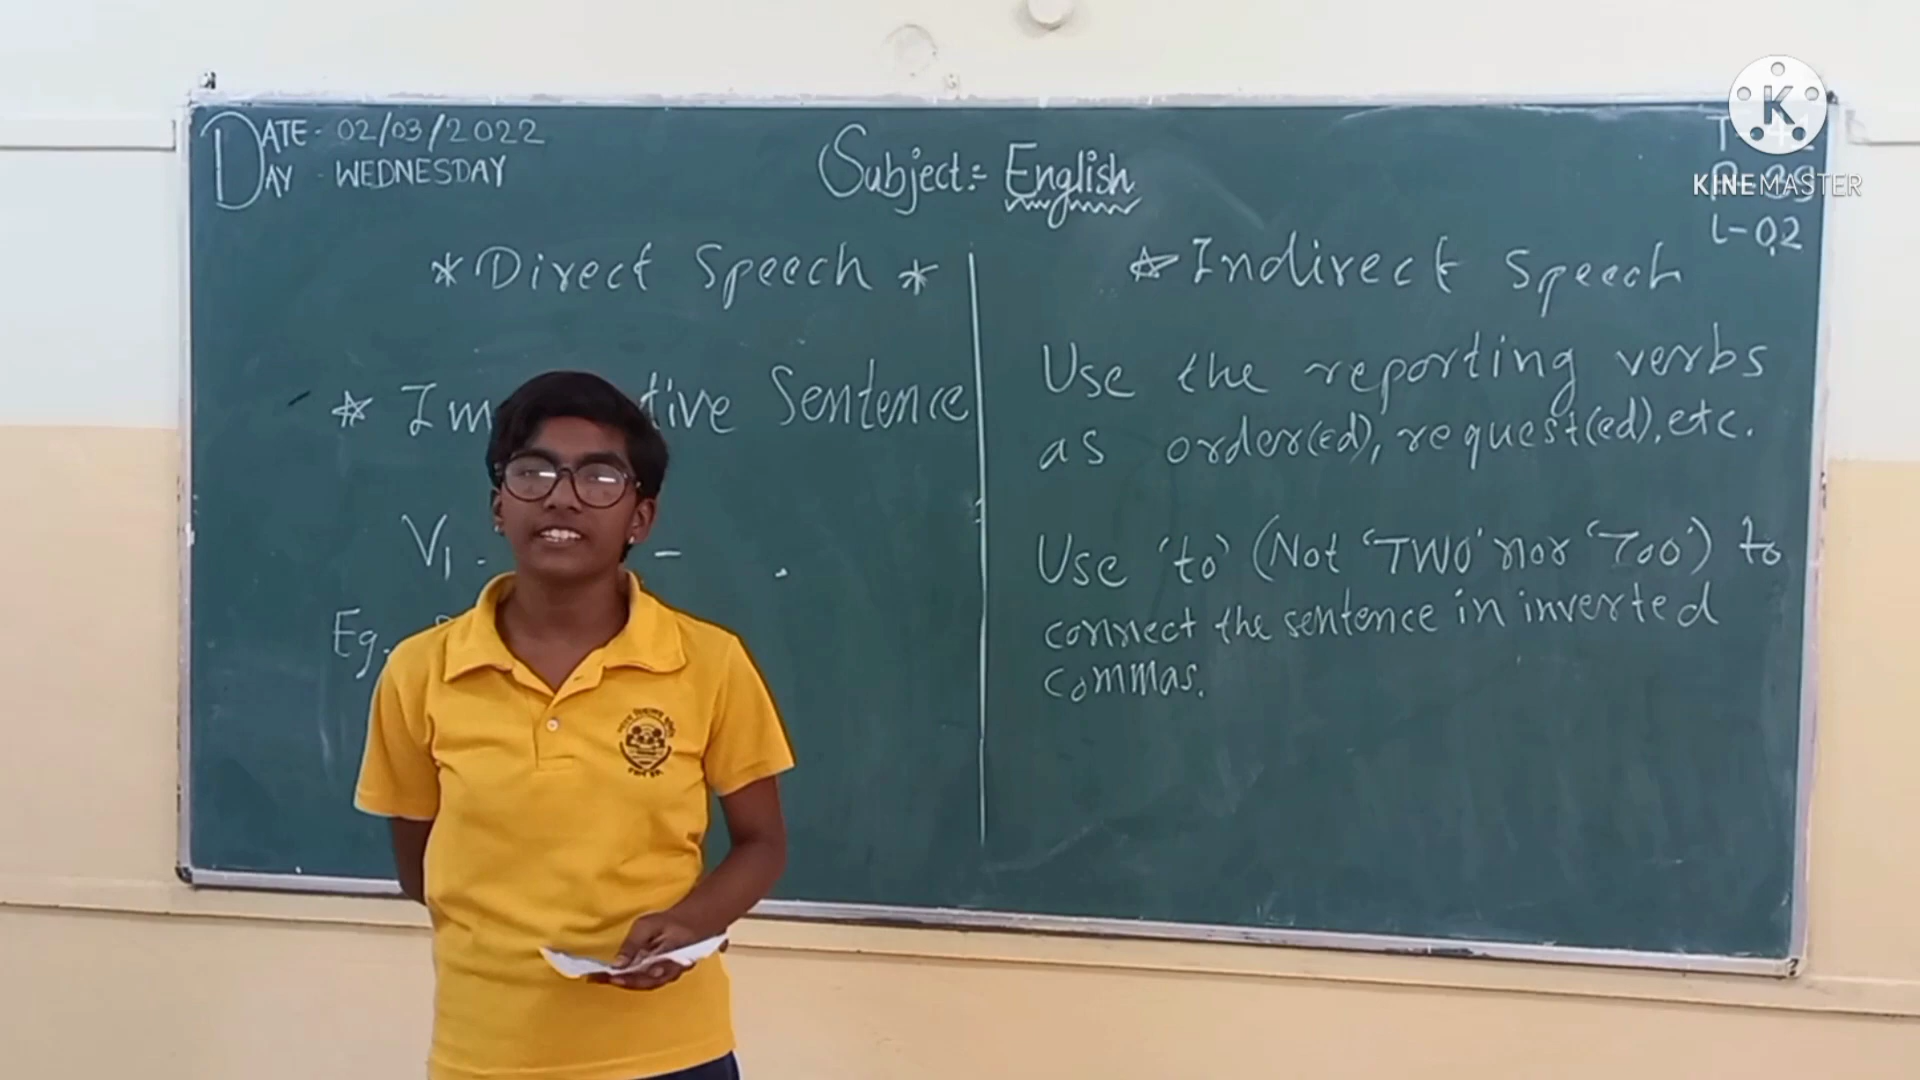 DATE - 02/03/2022
DAY - WEDNESDAY
Subject:- English
L-02
KINEMASTER
* Direct Speech *
* Sentence
V1 - -
Eg.
* Indirect Speech
Use the reporting verbs
as order(ed), request(ed), etc.
Use 'to' (Not 'TWO' nor 'Too') to
connect the sentence in inverted
commas.